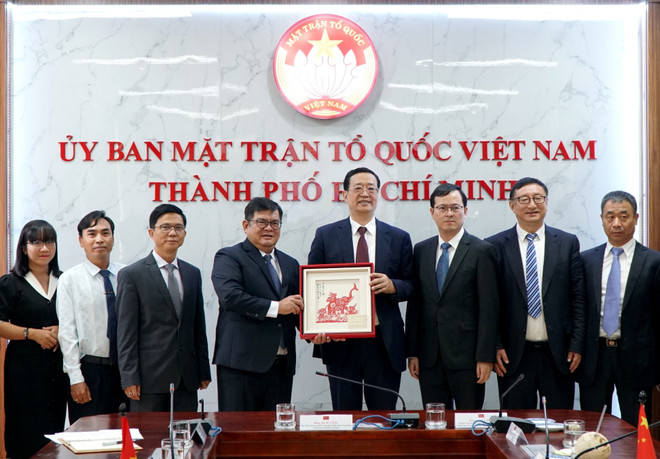 MẶT TRẬN TỔ QUỐC
VIỆT NAM
ỦY BAN MẶT TRẬN TỔ QUỐC VIỆT NAM
THÀNH PHỐ H CHÍ MINH